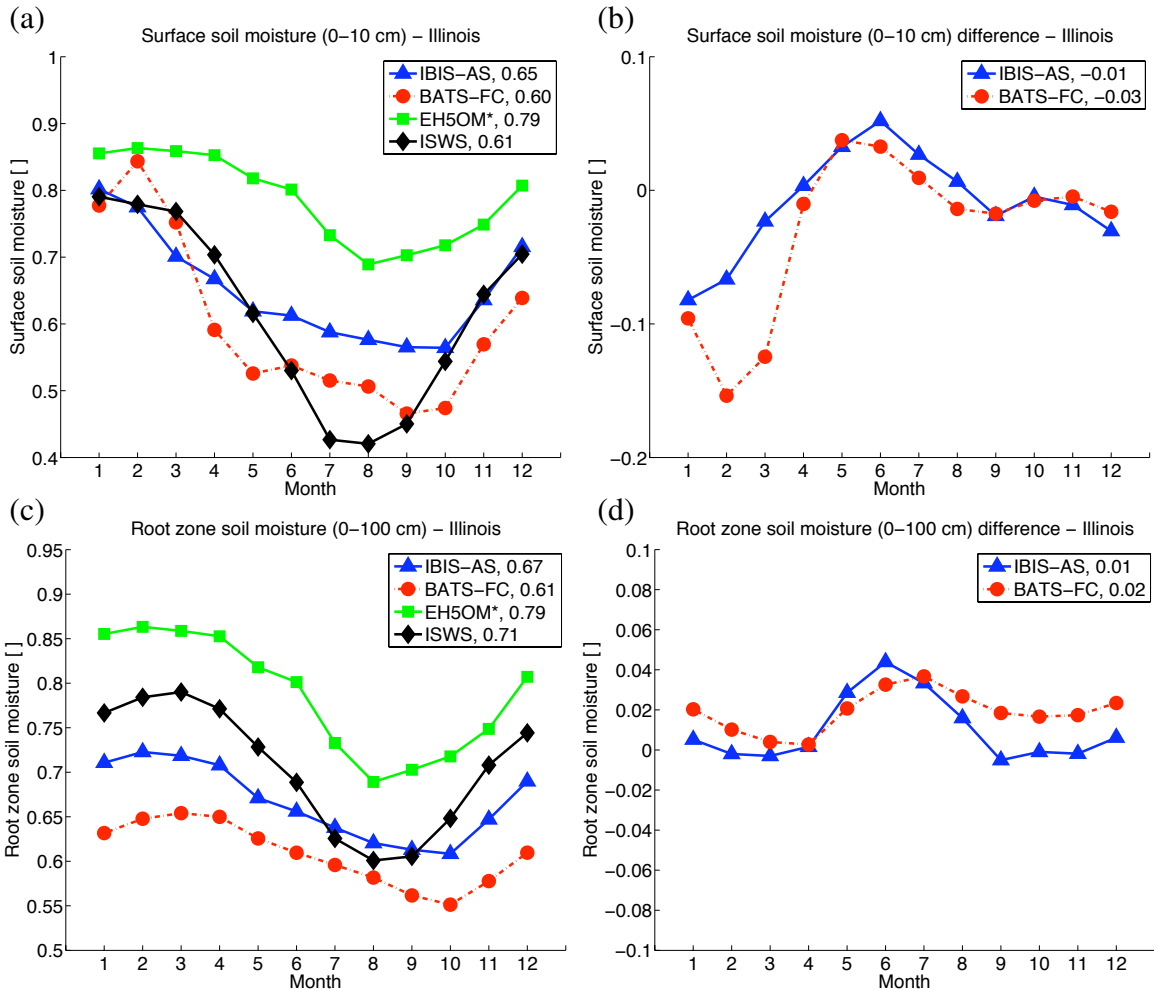 (a)
Surface soil moisture (0−10 cm) − Illinois
1
0.9
0.8
0.7
0.6
0.5
0.4
Surface soil moisture [ ]
IBIS−AS, 0.65
BATS−FC, 0.60
EH5OM*, 0.79
ISWS, 0.61
1 2 3 4 5 6 7 8 9 10 11 12
Month
(b)
Surface soil moisture (0−10 cm) difference − Illinois
0.1
0
−0.1
−0.2
Surface soil moisture [ ]
IBIS−AS, −0.01
BATS−FC, −0.03
1 2 3 4 5 6 7 8 9 10 11 12
Month
(c)
Root zone soil moisture (0−100 cm) − Illinois
0.95
0.9
0.85
0.8
0.75
0.7
0.65
0.6
0.55
0.5
Root zone soil moisture [ ]
IBIS−AS, 0.67
BATS−FC, 0.61
EH5OM*, 0.79
ISWS, 0.71
1 2 3 4 5 6 7 8 9 10 11 12
Month
(d)
Root zone soil moisture (0−100 cm) difference − Illinois
0.1
0.08
0.06
0.04
0.02
0
−0.02
−0.04
−0.06
−0.08
−0.1
Root zone soil moisture [ ]
IBIS−AS, 0.01
BATS−FC, 0.02
1 2 3 4 5 6 7 8 9 10 11 12
Month